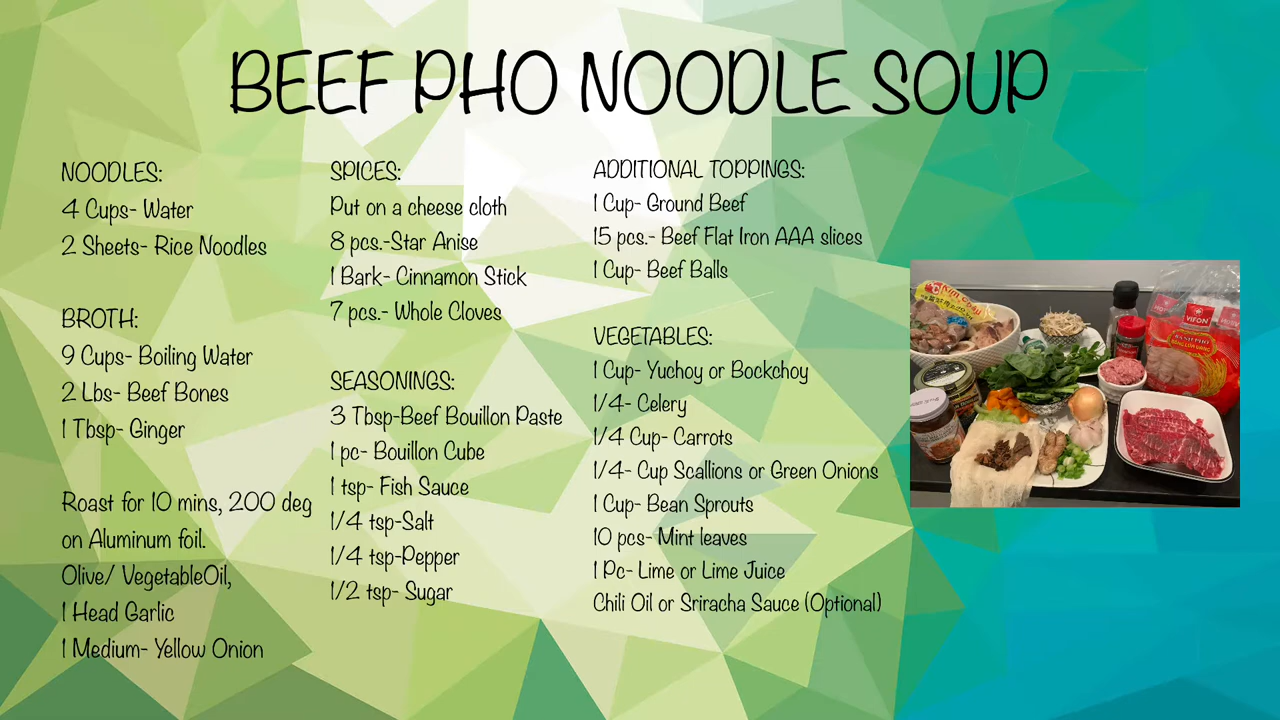 BEEF PHO NOODLE SOUP
NOODLES:
4 Cups- Water
2 Sheets- Rice Noodles
BROTH:
9 Cups- Boiling Water
2 Lbs- Beef Bones
1 Tbsp- Ginger
Roast for 10 mins, 200 deg
on Aluminum foil.
Olive/ VegetableOil,
1 Head Garlic
1 Medium- Yellow Onion
SPICES:
Put on a cheese cloth
8 pcs.-Star Anise
1 Bark- Cinnamon Stick
7 pcs.- Whole Cloves
SEASONINGS:
3 Tbsp-Beef Bouillon Paste
1 pc- Bouillon Cube
1 tsp- Fish Sauce
1/4 tsp-Salt
1/4 tsp-Pepper
1/2 tsp- Sugar
ADDITIONAL TOPPINGS:
1 Cup- Ground Beef
15 pcs.- Beef Flat Iron AAA slices
1 Cup- Beef Balls
VEGETABLES:
1 Cup- Yuchoy or Bockchoy
1/4- Celery
1/4 Cup- Carrots
1/4- Cup Scallions or Green Onions
1 Cup- Bean Sprouts
10 pcs- Mint leaves
1 Pc- Lime or Lime Juice
Chili Oil or Sriracha Sauce (Optional)
VIFON